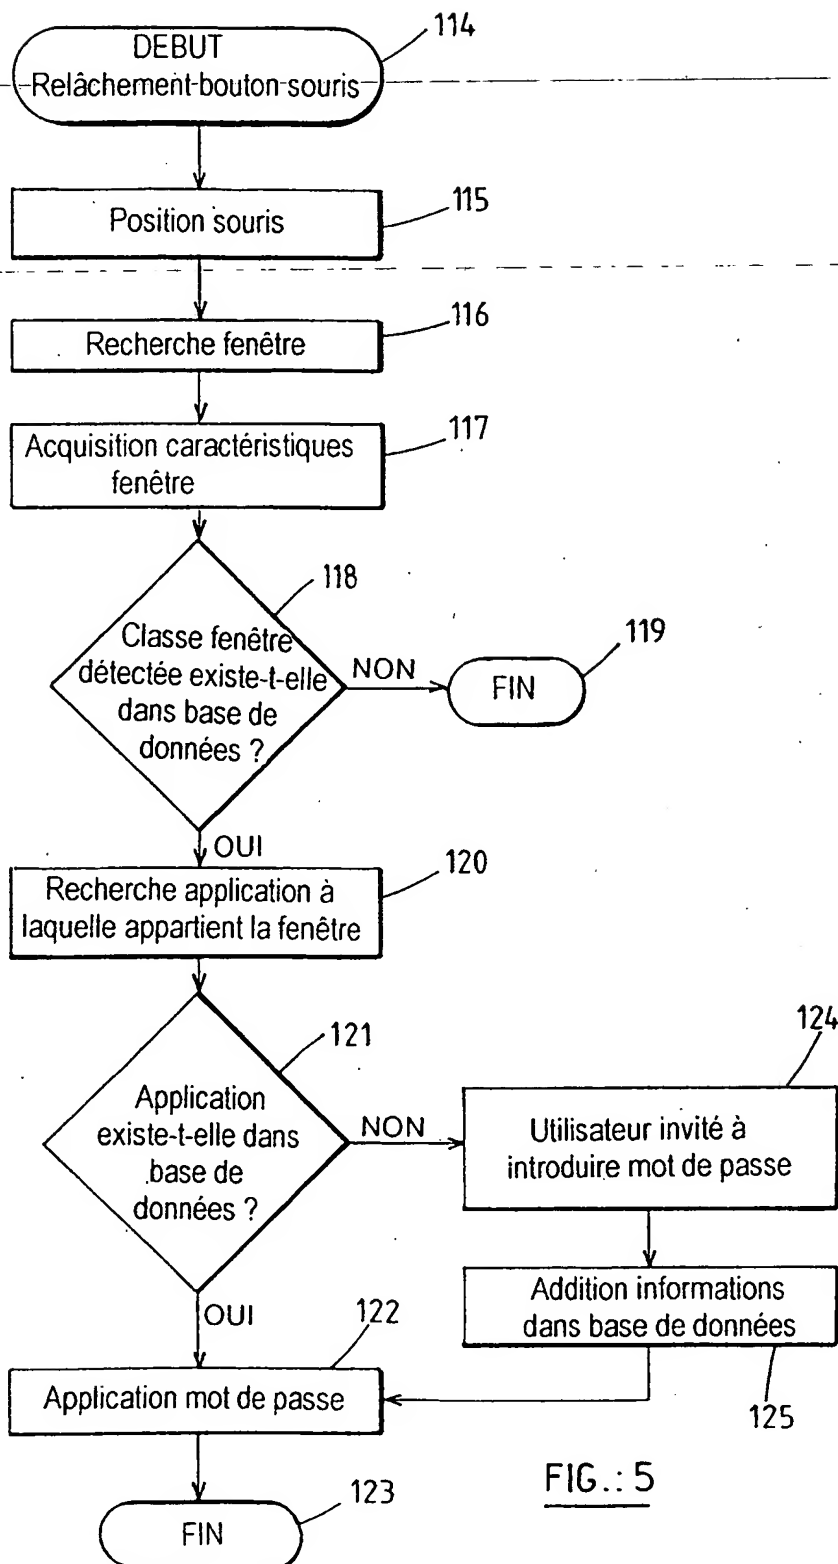 DEBUT
Relâchement bouton souris
114
Position souris
115
Recherche fenêtre
116
Acquisition caractéristiques
fenêtre
117
118
Classe fenêtre
détectée existe-t-elle
dans base de
données ?
NON
119
FIN
OUI
Recherche application à
laquelle appartient la fenêtre
120
121
Application
existe-t-elle dans
base de
données ?
NON
124
Utilisateur invité à
introduire mot de passe
Addition informations
dans base de données
125
OUI
122
Application mot de passe
123
FIN
FIG.: 5